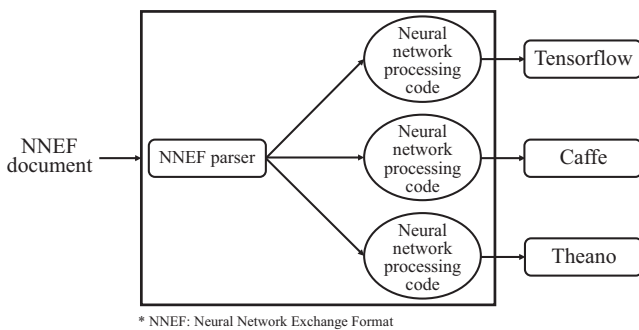 Neural
network
processing
code
Tensorflow
NNEF
document
NNEF parser
Neural
network
processing
code
Caffe
Neural
network
processing
code
Theano
* NNEF: Neural Network Exchange Format